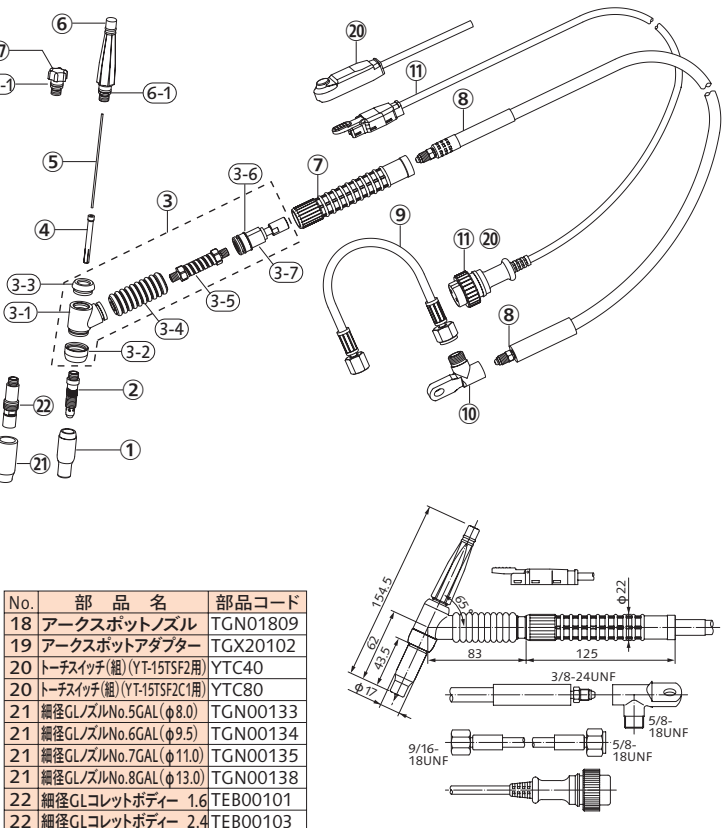 ⑥
⑳
7
-1
6-1
⑪
⑧
⑤
3-6
⑦
③
⑨
④
3-7
⑪ ⑳
3-3
3-5
3-1
3-4
⑧
3-2
②
㉒
⑩
①
㉑
154.5
65°
φ22
62
43.5
83
125
φ17
3/8-24UNF
5/8-
18UNF
9/16-
18UNF
5/8-
18UNF
No. 部品名 部品コード
18 アークスポットノズル TGN01809
19 アークスポットアダプター TGX20102
20 トーチスイッチ(組)(YT-15TSF2用) YTC40
20 トーチスイッチ(組)(YT-15TSF2C1用) YTC80
21 細径GLノズルNo.5GAL(φ8.0) TGN00133
21 細径GLノズルNo.6GAL(φ9.5) TGN00134
21 細径GLノズルNo.7GAL(φ11.0) TGN00135
21 細径GLノズルNo.8GAL(φ13.0) TGN00138
22 細径GLコレットボディー 1.6 TEB00101
22 細径GLコレットボディー 2.4 TEB00103